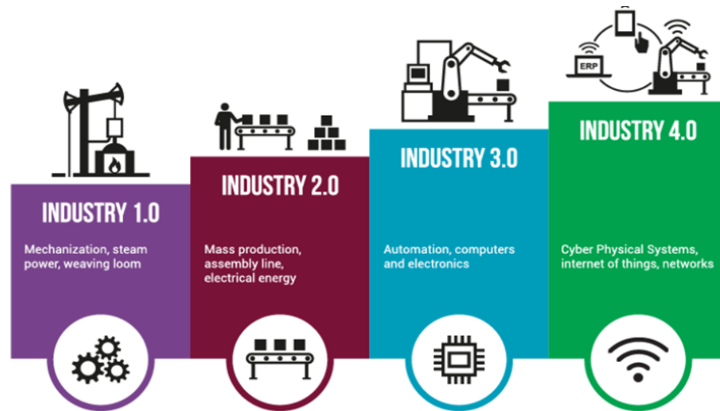 ERP
INDUSTRY 1.0
Mechanization, steam
power, weaving loom
INDUSTRY 2.0
Mass production,
assembly line,
electrical energy
INDUSTRY 3.0
Automation, computers
and electronics
INDUSTRY 4.0
Cyber Physical Systems,
internet of things, networks